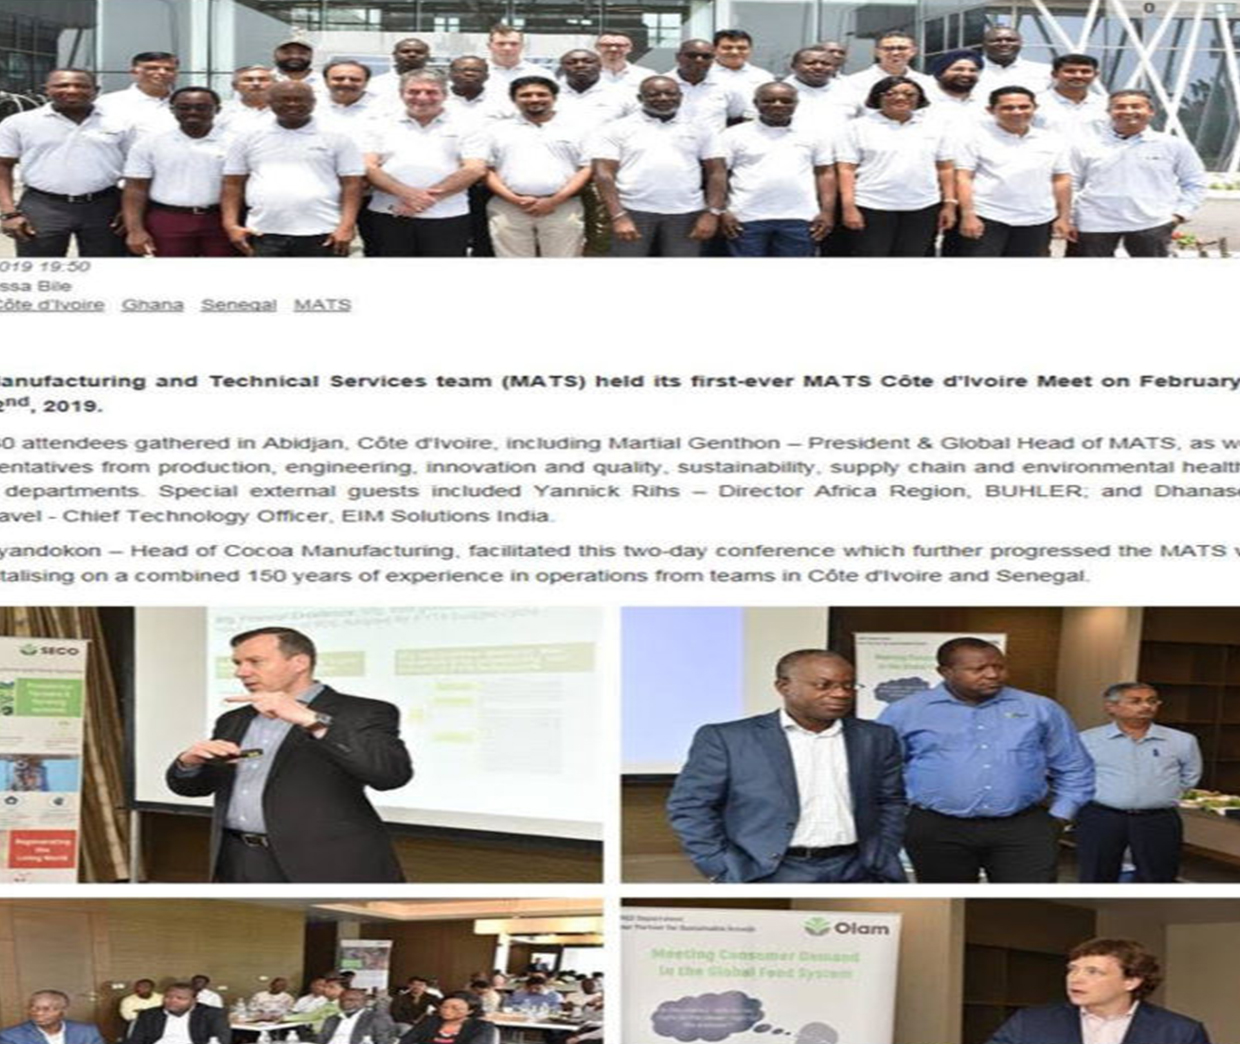 019 19:50
ssa Bile
Côte d'Ivoire Ghana Senegal MATS
anufacturing and Technical Services team (MATS) held its first-ever MATS Côte d'Ivoire Meet on February
2nd, 2019.
0 attendees gathered in Abidjan, Côte d'Ivoire, including Martial Genthon – President & Global Head of MATS, as w
entatives from production, engineering, innovation and quality, sustainability, supply chain and environmental health
departments. Special external guests included Yannick Rihs – Director Africa Region, BUHLER; and Dhanas
avel - Chief Technology Officer, EIM Solutions India.
yandokon – Head of Cocoa Manufacturing, facilitated this two-day conference which further progressed the MATS v
talising on a combined 150 years of experience in operations from teams in Côte d'Ivoire and Senegal.
SECO
Regenerating
the
Living World
Olam
Meeting Consumer Demand
in the Global Food System